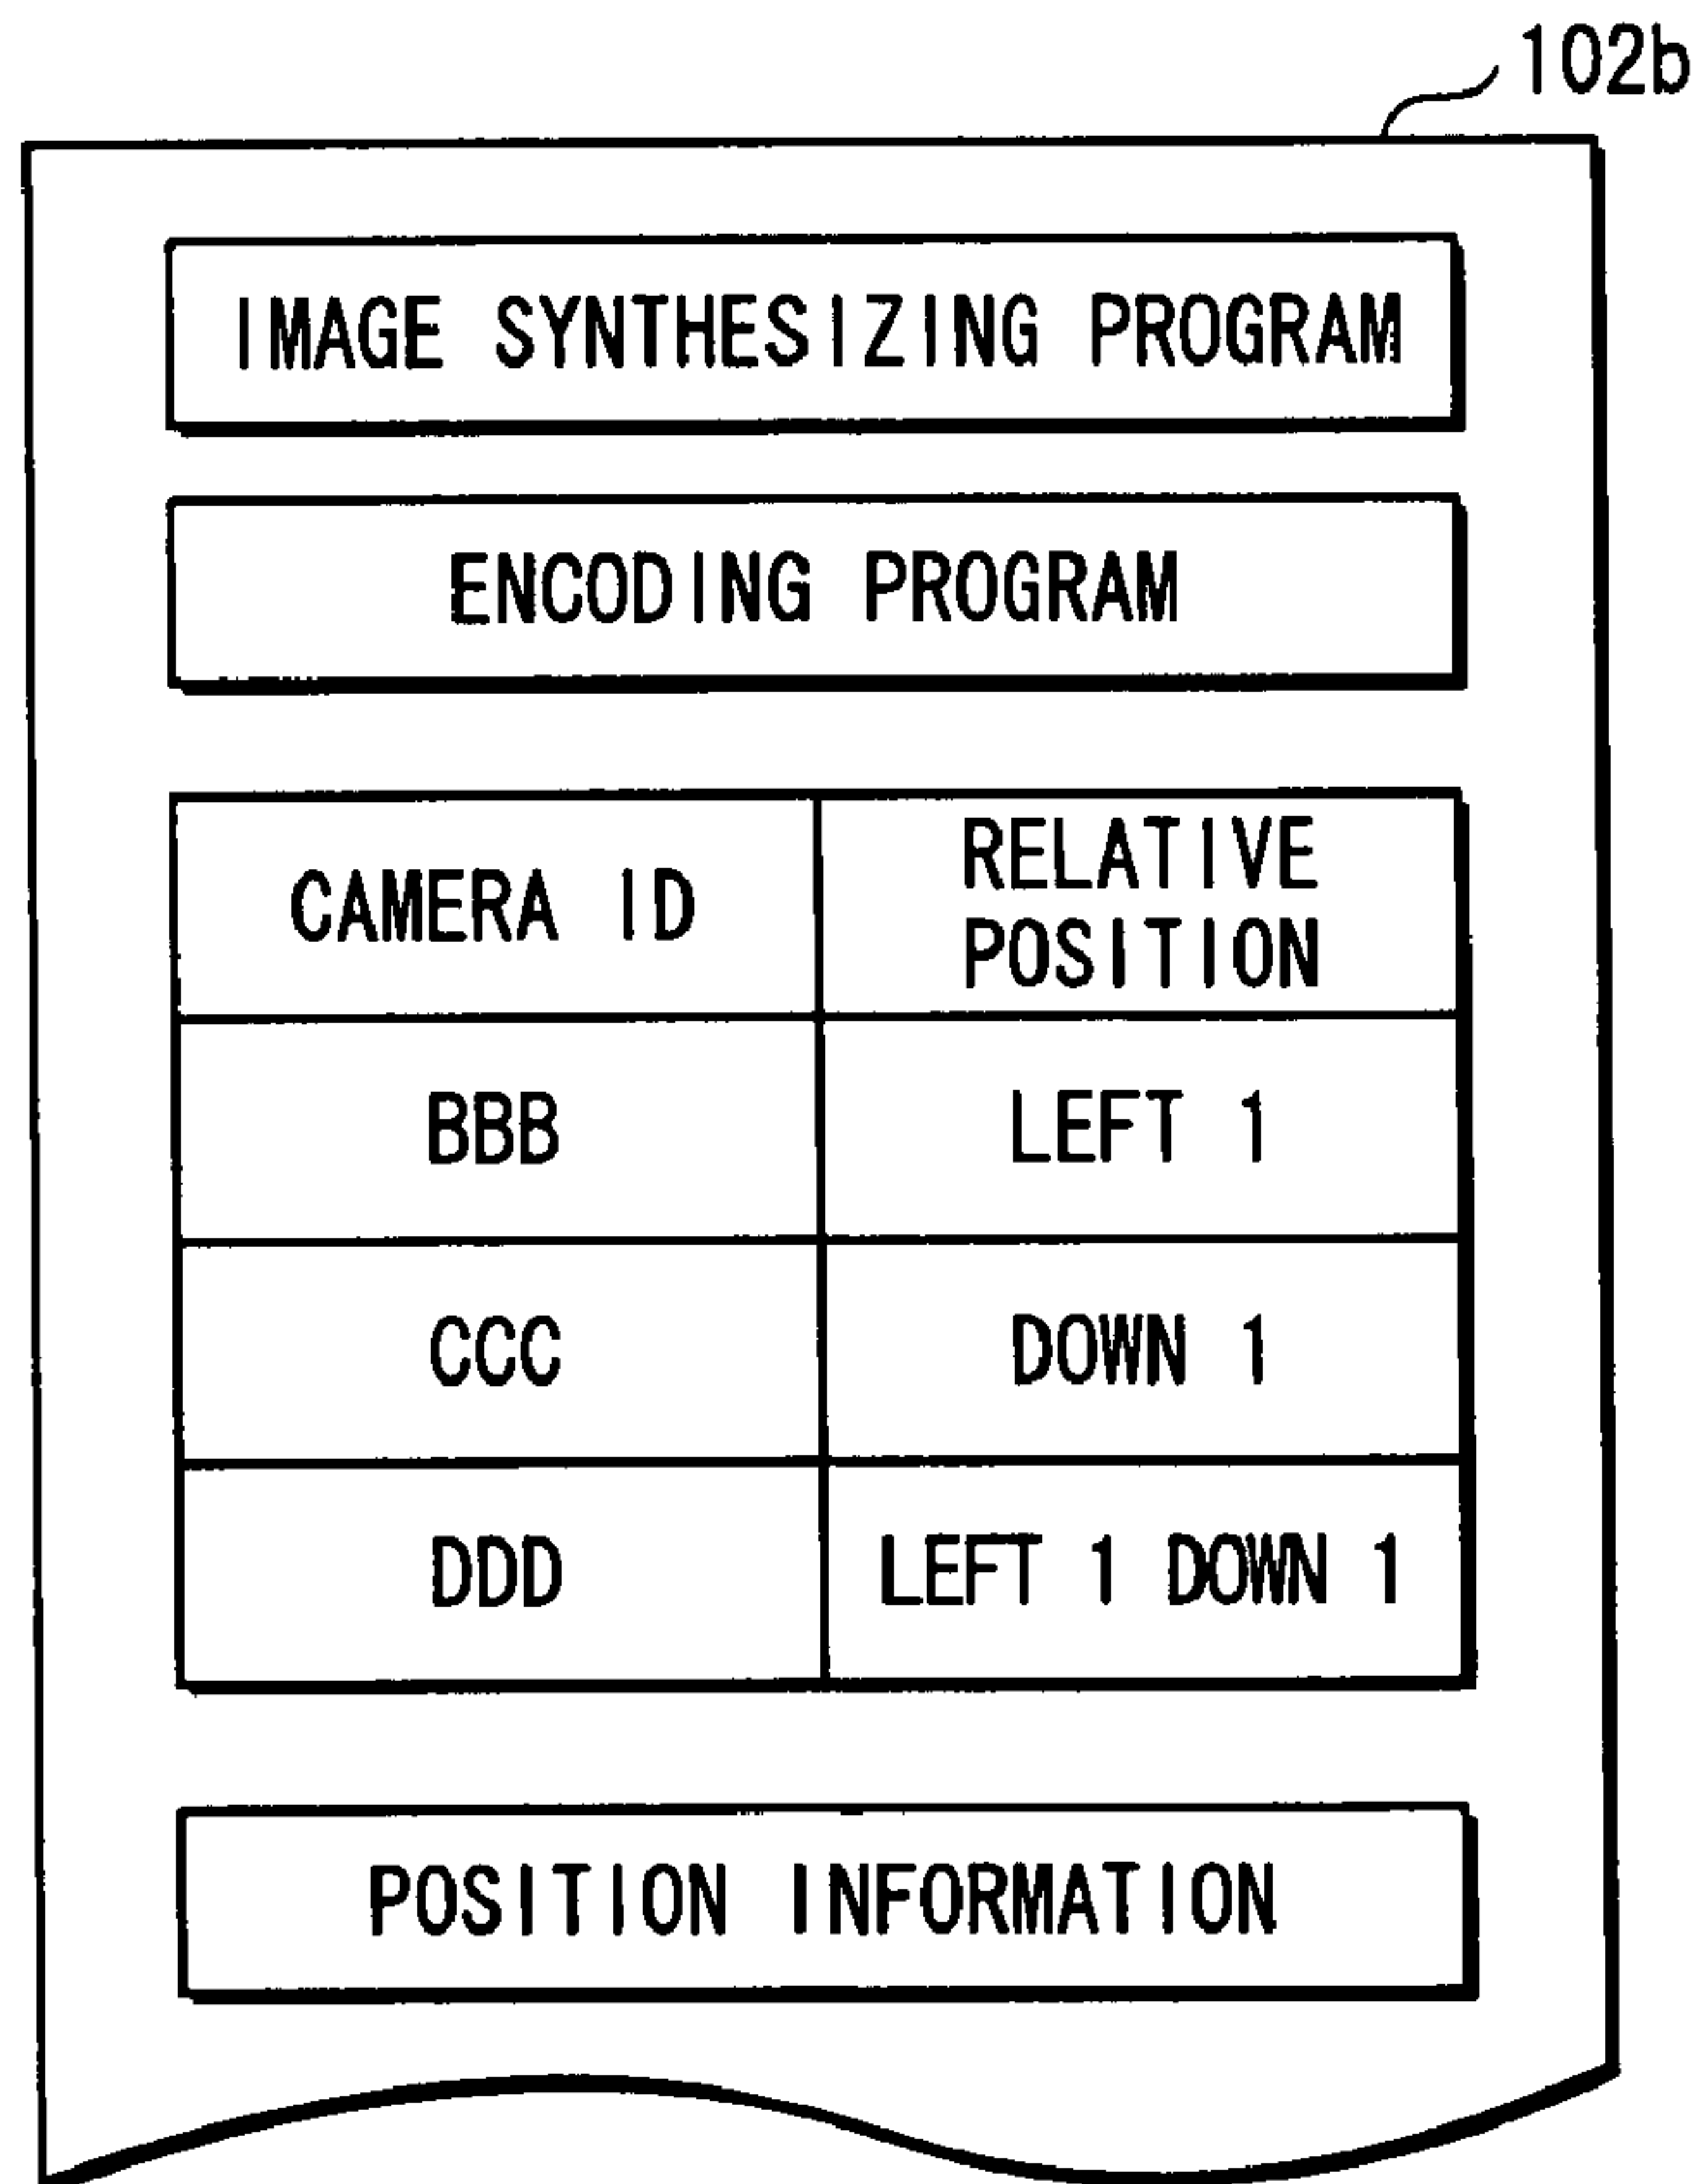 102b
IMAGE SYNTHESIZING PROGRAM
ENCODING PROGRAM
CAMERA ID
RELATIVE
POSITION
BBB
LEFT 1
CCC
DOWN 1
DDD
LEFT 1 DOWN 1
POSITION INFORMATION